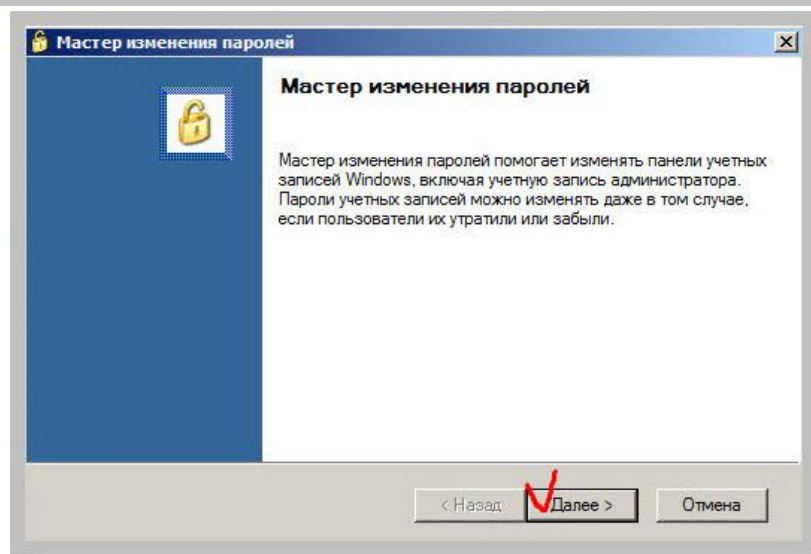 Мастер изменения паролей
Мастер изменения паролей
Мастер изменения паролей помогает изменять панели учетных
записей Windows, включая учетную запись администратора.
Пароли учетных записей можно изменять даже в том случае,
если пользователи их утратили или забыли.
< Назад Далее > Отмена